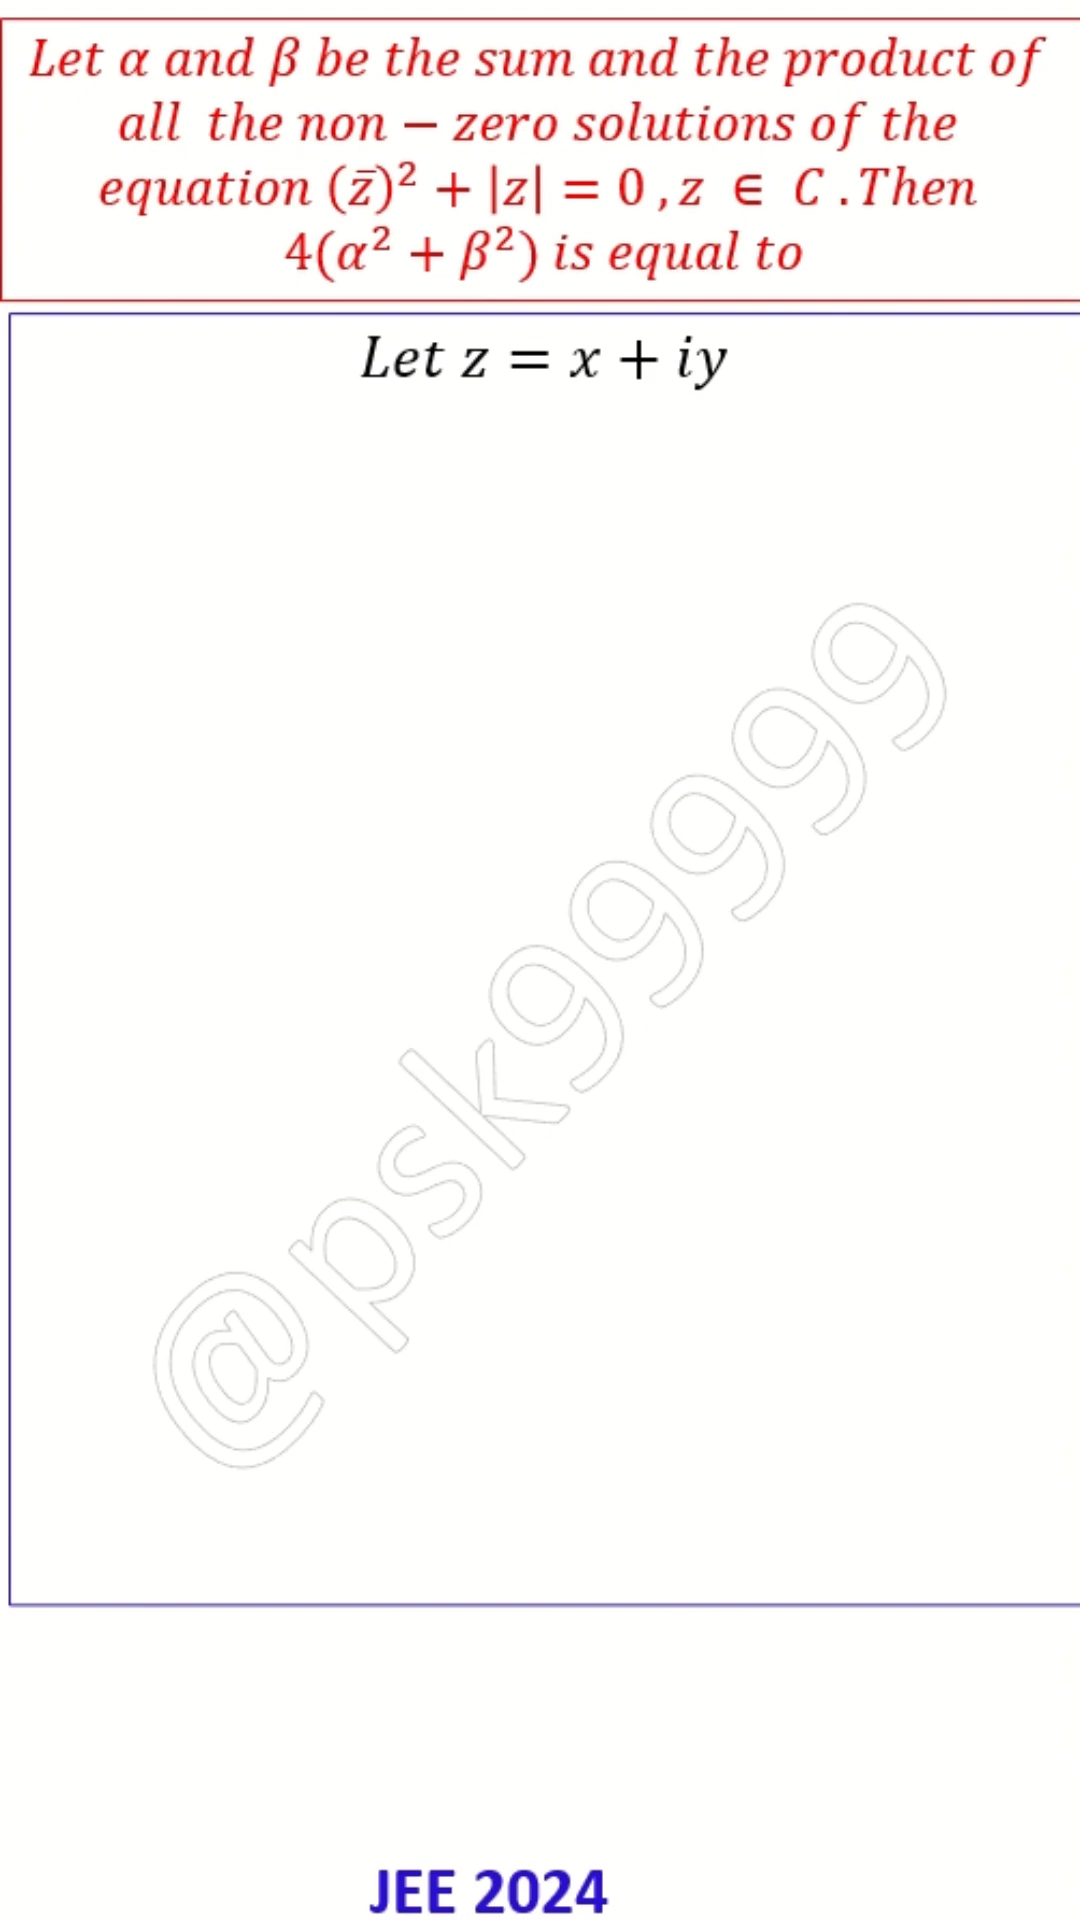 Let α and β be the sum and the product of
all the non − zero solutions of the
equation (z̄)² + |z| = 0 , z ∈ C . Then
4(α² + β²) is equal to
Let z = x + iy
@psk99999
JEE 2024